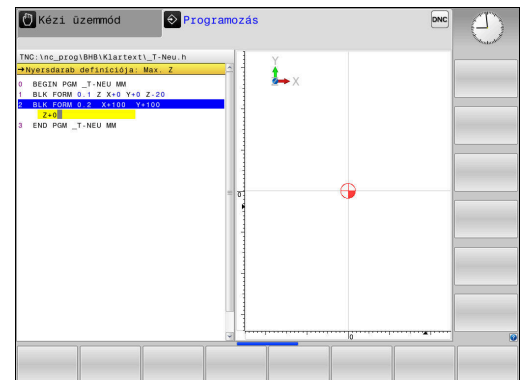 Kézi üzemmód
Programozás
DNC
TNC:\nc_prog\BHB\Klartext\_T-Neu.h
→Nyersdarab definíciója: Max. Z
0 BEGIN PGM _T-NEU MM
1 BLK FORM 0.1 Z X+0 Y+0 Z-20
2 BLK FORM 0.2 X+100 Y+100
Z+0
3 END PGM _T-NEU MM
Y
X
0
0